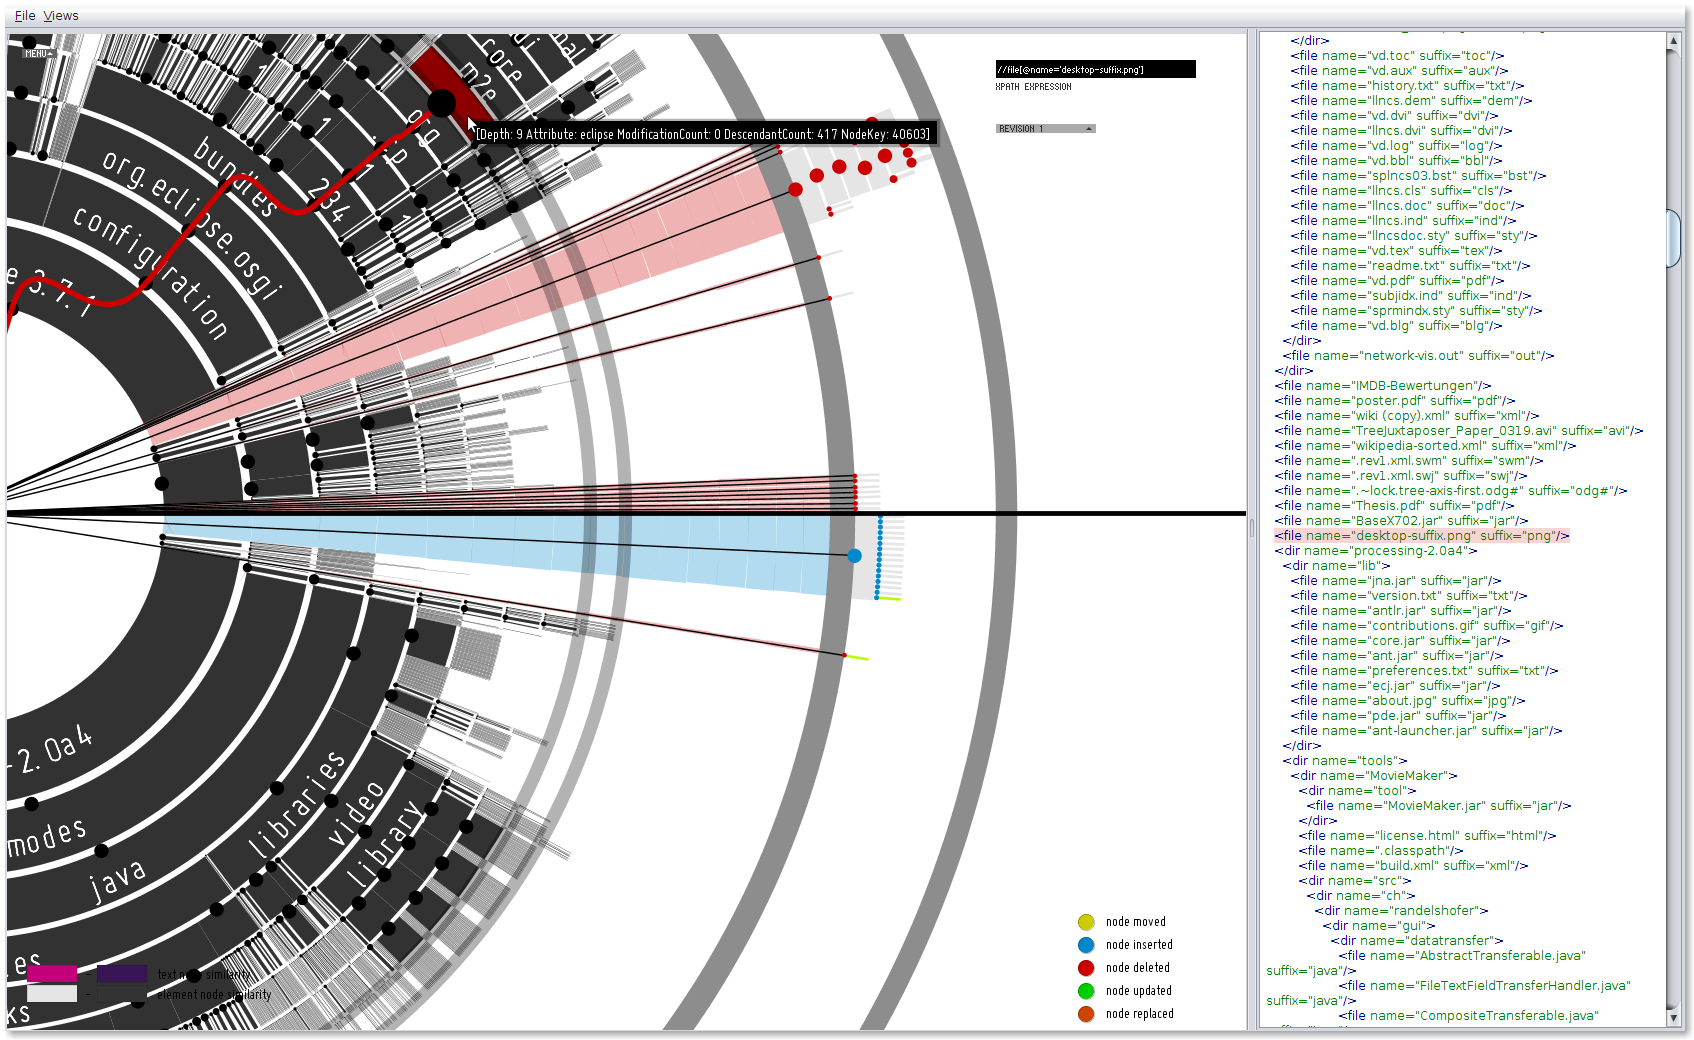 File Views
MENU
core
m2e
org
jp
1
1
1
1
234
bundles
org.eclipse.osgi
configuration
e 3.7.1
[Depth: 9 Attribute: eclipse ModificationCount: 0 DescendantCount: 417 NodeKey: 40603]
//file[@name='desktop-suffix.png']
XPATH EXPRESSION
REVISION 1
-2.0a4
modes
java
libraries
video
library
es
ks
- text node similarity
- element node similarity
node moved
node inserted
node deleted
node updated
node replaced
</dir>
<file name="vd.toc" suffix="toc"/>
<file name="vd.aux" suffix="aux"/>
<file name="history.txt" suffix="txt"/>
<file name="llncs.dem" suffix="dem"/>
<file name="vd.dvi" suffix="dvi"/>
<file name="llncs.dvi" suffix="dvi"/>
<file name="vd.log" suffix="log"/>
<file name="vd.bbl" suffix="bbl"/>
<file name="splncs03.bst" suffix="bst"/>
<file name="llncs.cls" suffix="cls"/>
<file name="llncs.doc" suffix="doc"/>
<file name="llncs.ind" suffix="ind"/>
<file name="llncsdoc.sty" suffix="sty"/>
<file name="vd.tex" suffix="tex"/>
<file name="readme.txt" suffix="txt"/>
<file name="vd.pdf" suffix="pdf"/>
<file name="subjidx.ind" suffix="ind"/>
<file name="sprmindx.sty" suffix="sty"/>
<file name="vd.blg" suffix="blg"/>
</dir>
<file name="network-vis.out" suffix="out"/>
</dir>
<file name="IMDB-Bewertungen"/>
<file name="poster.pdf" suffix="pdf"/>
<file name="wiki (copy).xml" suffix="xml"/>
<file name="TreeJuxtaposer_Paper_0319.avi" suffix="avi"/>
<file name="wikipedia-sorted.xml" suffix="xml"/>
<file name=".rev1.xml.swm" suffix="swm"/>
<file name=".rev1.xml.swj" suffix="swj"/>
<file name=".~lock.tree-axis-first.odg#" suffix="odg#"/>
<file name="Thesis.pdf" suffix="pdf"/>
<file name="BaseX702.jar" suffix="jar"/>
<file name="desktop-suffix.png" suffix="png"/>
<dir name="processing-2.0a4">
<dir name="lib">
<file name="jna.jar" suffix="jar"/>
<file name="version.txt" suffix="txt"/>
<file name="antlr.jar" suffix="jar"/>
<file name="contributions.gif" suffix="gif"/>
<file name="core.jar" suffix="jar"/>
<file name="ant.jar" suffix="jar"/>
<file name="preferences.txt" suffix="txt"/>
<file name="ecj.jar" suffix="jar"/>
<file name="about.jpg" suffix="jpg"/>
<file name="pde.jar" suffix="jar"/>
<file name="ant-launcher.jar" suffix="jar"/>
</dir>
<dir name="tools">
<dir name="MovieMaker">
<dir name="tool">
<file name="MovieMaker.jar" suffix="jar"/>
</dir>
<file name="license.html" suffix="html"/>
<file name=".classpath"/>
<file name="build.xml" suffix="xml"/>
<dir name="src">
<dir name="ch">
<dir name="randelshofer">
<dir name="gui">
<dir name="datatransfer">
<file name="AbstractTransferable.java"
suffix="java"/>
<file name="FileTextFieldTransferHandler.java"
suffix="java"/>
<file name="CompositeTransferable.java"